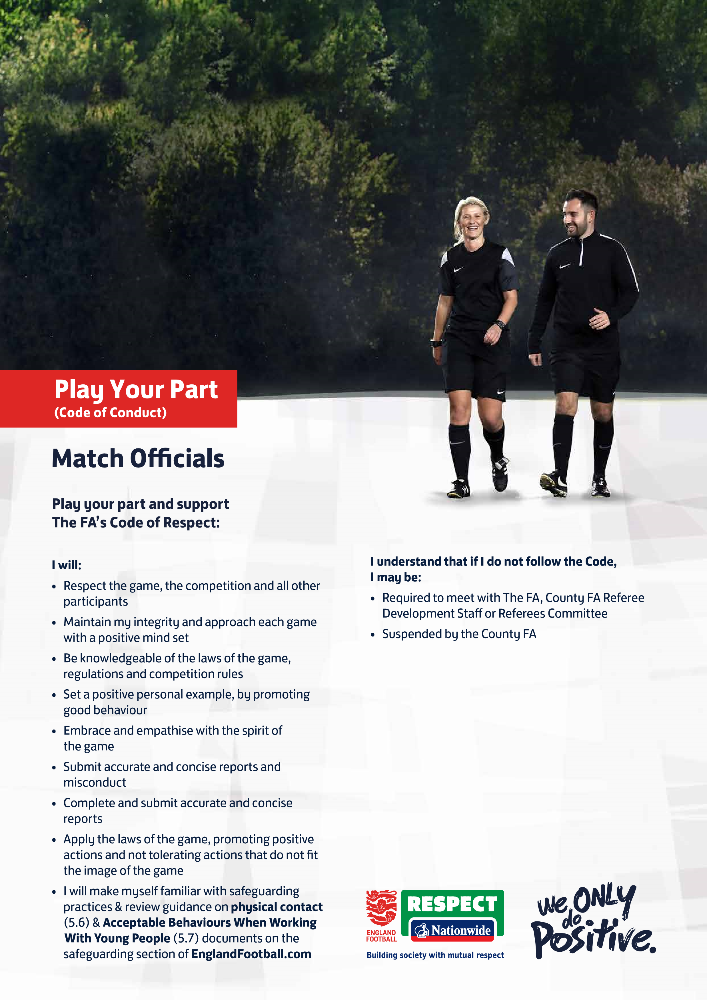 Play Your Part
(Code of Conduct)
Match Officials
Play your part and support
The FA’s Code of Respect:
I will:
• Respect the game, the competition and all other
participants
• Maintain my integrity and approach each game
with a positive mind set
• Be knowledgeable of the laws of the game,
regulations and competition rules
• Set a positive personal example, by promoting
good behaviour
• Embrace and empathise with the spirit of
the game
• Submit accurate and concise reports and
misconduct
• Complete and submit accurate and concise
reports
• Apply the laws of the game, promoting positive
actions and not tolerating actions that do not fit
the image of the game
• I will make myself familiar with safeguarding
practices & review guidance on physical contact
(5.6) & Acceptable Behaviours When Working
With Young People (5.7) documents on the
safeguarding section of EnglandFootball.com
I understand that if I do not follow the Code,
I may be:
• Required to meet with The FA, County FA Referee
Development Staff or Referees Committee
• Suspended by the County FA
ENGLAND
FOOTBALL
RESPECT
Nationwide
Building society with mutual respect
We ONLY
do
Positive.